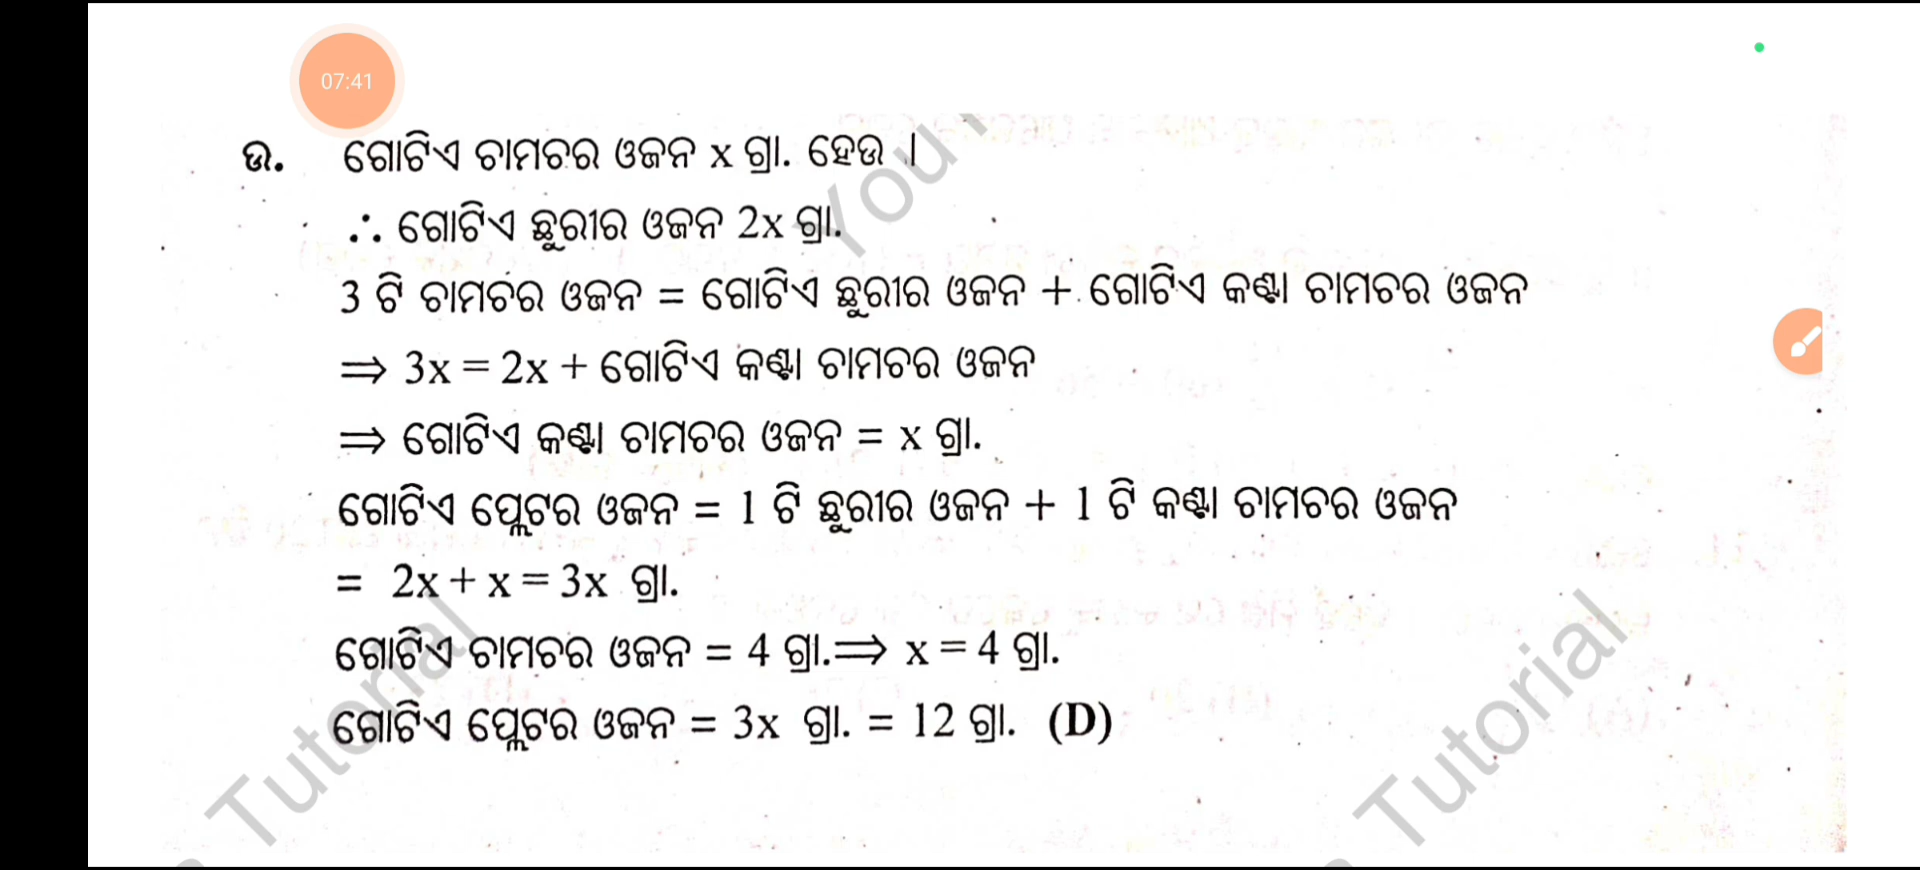 07:41
ଉ. ଗୋଟିଏ ଚାମଚର ଓଜନ x ଗ୍ରା. ହେଉ ।
∴ ଗୋଟିଏ ଛୁରୀର ଓଜନ 2x ଗ୍ରା.
3 ଟି ଚାମଚର ଓଜନ = ଗୋଟିଏ ଛୁରୀର ଓଜନ + ଗୋଟିଏ କଣ୍ଟା ଚାମଚର ଓଜନ
⇒ 3x = 2x + ଗୋଟିଏ କଣ୍ଟା ଚାମଚର ଓଜନ
⇒ ଗୋଟିଏ କଣ୍ଟା ଚାମଚର ଓଜନ = x ଗ୍ରା.
ଗୋଟିଏ ପ୍ଲେଟର ଓଜନ = 1 ଟି ଛୁରୀର ଓଜନ + 1 ଟି କଣ୍ଟା ଚାମଚର ଓଜନ
= 2x + x = 3x ଗ୍ରା.
ଗୋଟିଏ ଚାମଚର ଓଜନ = 4 ଗ୍ରା.⇒ x = 4 ଗ୍ରା.
ଗୋଟିଏ ପ୍ଲେଟର ଓଜନ = 3x ଗ୍ରା. = 12 ଗ୍ରା. (D)
You
Tutorial
Tutorial